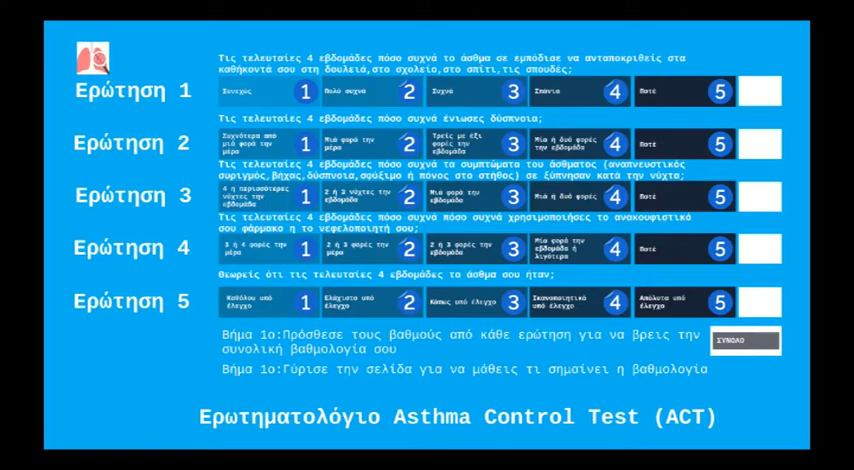 Τις τελευταίες 4 εβδομάδες πόσο συχνά το άσθμα σε εμπόδισε να ανταποκριθείς στα
καθήκοντά σου στη δουλειά,στο σχολείο,στο σπίτι,τις σπουδές;
Ερώτηση 1
Συνεχώς 1 Πολύ συχνά 2 Συχνά 3 Σπάνια 4 Ποτέ 5
Τις τελευταίες 4 εβδομάδες πόσο συχνά ένιωσες δύσπνοια;
Ερώτηση 2
Συχνότερα από
μιά φορά την
μέρα
1
Μιά φορά την
μέρα
2
Τρείς με έξι
φορές την
εβδομάδα
3
Μία ή δυό φορές
την εβδομάδα
4
Ποτέ 5
Τις τελευταίες 4 εβδομάδες πόσο συχνά τα συμπτώματα του άσθματος (αναπνευστικός
συριγμός,βήχας,δύσπνοια,σφύξιμο ή πόνος στο στήθος) σε ξύπνησαν κατά την νύχτα;
Ερώτηση 3
4 η περισσότερες
νύχτες την
εβδομάδα
1
2 ή 3 νύχτες την
εβδομάδα
2
Μιά φορά την
εβδομάδα
3
Μιά ή δυό φορές 4
Ποτέ 5
Τις τελευταίες 4 εβδομάδες πόσο συχνά πόσο συχνά χρησιμοποιήσες το ανακουφιστικό
σου φάρμακο η το νεφελοποιητή σου;
Ερώτηση 4
3 ή 4 φορές την
μέρα
1
2 ή 3 φορές την
μέρα
2
2 ή 3 φορές την
εβδομάδα
3
Μία φορά την
εβδομάδα ή
λιγότερο
4
Ποτέ 5
Θεωρείς ότι τις τελευταίες 4 εβδομάδες το άσθμα σου ήταν;
Ερώτηση 5
Καθόλου υπό
έλεγχο
1
Ελάχιστα υπό
έλεγχο
2
Κάπως υπό έλεγχο 3
Ικανοποιητικά
υπό έλεγχο
4
Απόλυτα υπό
έλεγχο
5
Βήμα 1ο:Πρόσθεσε τους βαθμούς από κάθε ερώτηση για να βρεις την
συνολική βαθμολογία σου
ΣΥΝΟΛΟ
Βήμα 1ο:Γύρισε την σελίδα για να μάθεις τι σημαίνει η βαθμολογία
Ερωτηματολόγιο Asthma Control Test (ACT)